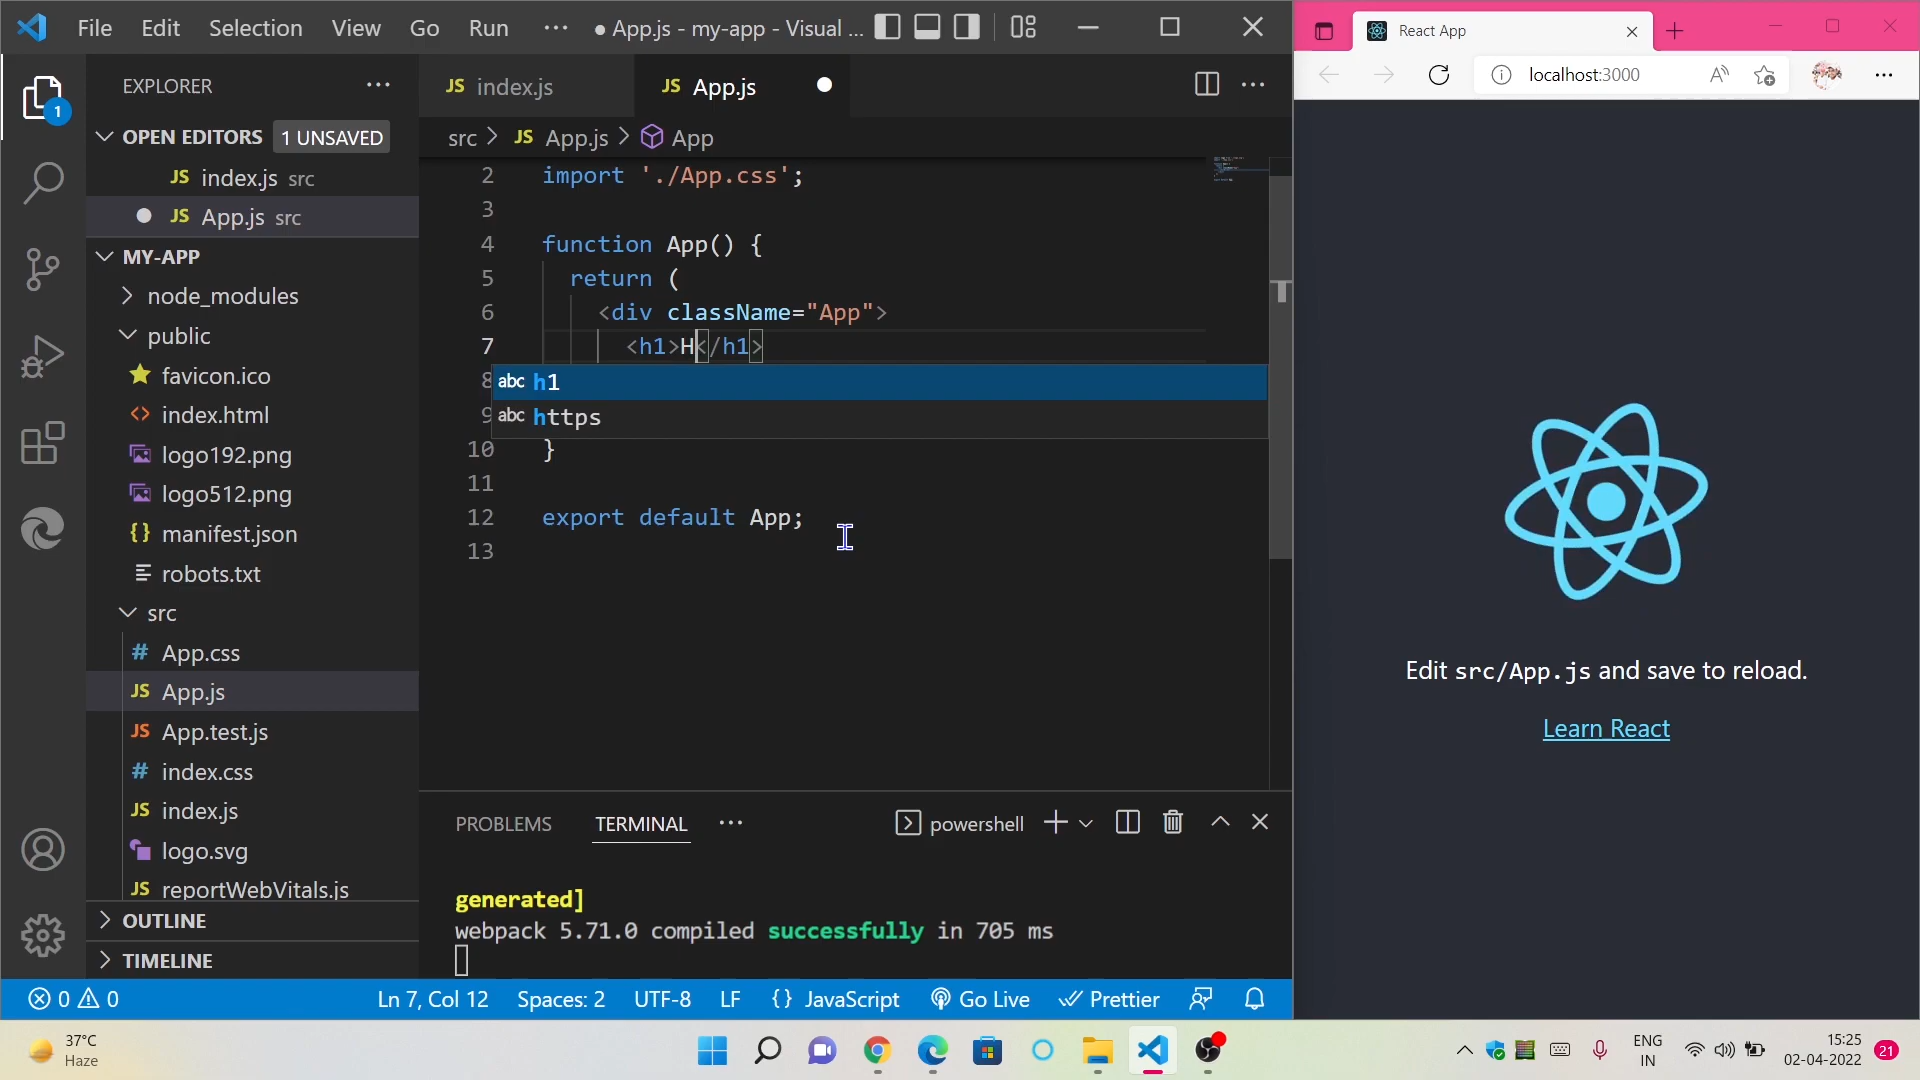 File Edit Selection View Go Run ··· ● App.js - my-app - Visual ...
EXPLORER ···
OPEN EDITORS 1 UNSAVED
JS index.js src
● JS App.js src
MY-APP
node_modules
public
favicon.ico
<> index.html
logo192.png
logo512.png
{} manifest.json
robots.txt
src
# App.css
JS App.js
JS App.test.js
# index.css
JS index.js
logo.svg
JS reportWebVitals.js
OUTLINE
TIMELINE
1
JS index.js
JS App.js ●
src > JS App.js > App
2 import './App.css';
3
4 function App() {
5 return (
6 <div className="App">
7 <h1>H</h1>
8 abc h1
9 abc https
10 }
11
12 export default App;
13
PROBLEMS TERMINAL ··· powershell
generated]
webpack 5.71.0 compiled successfully in 705 ms
0 0 Ln 7, Col 12 Spaces: 2 UTF-8 LF {} JavaScript Go Live Prettier
React App
localhost:3000
Edit src/App.js and save to reload.
Learn React
37°C
Haze
ENG
IN
15:25
02-04-2022
21